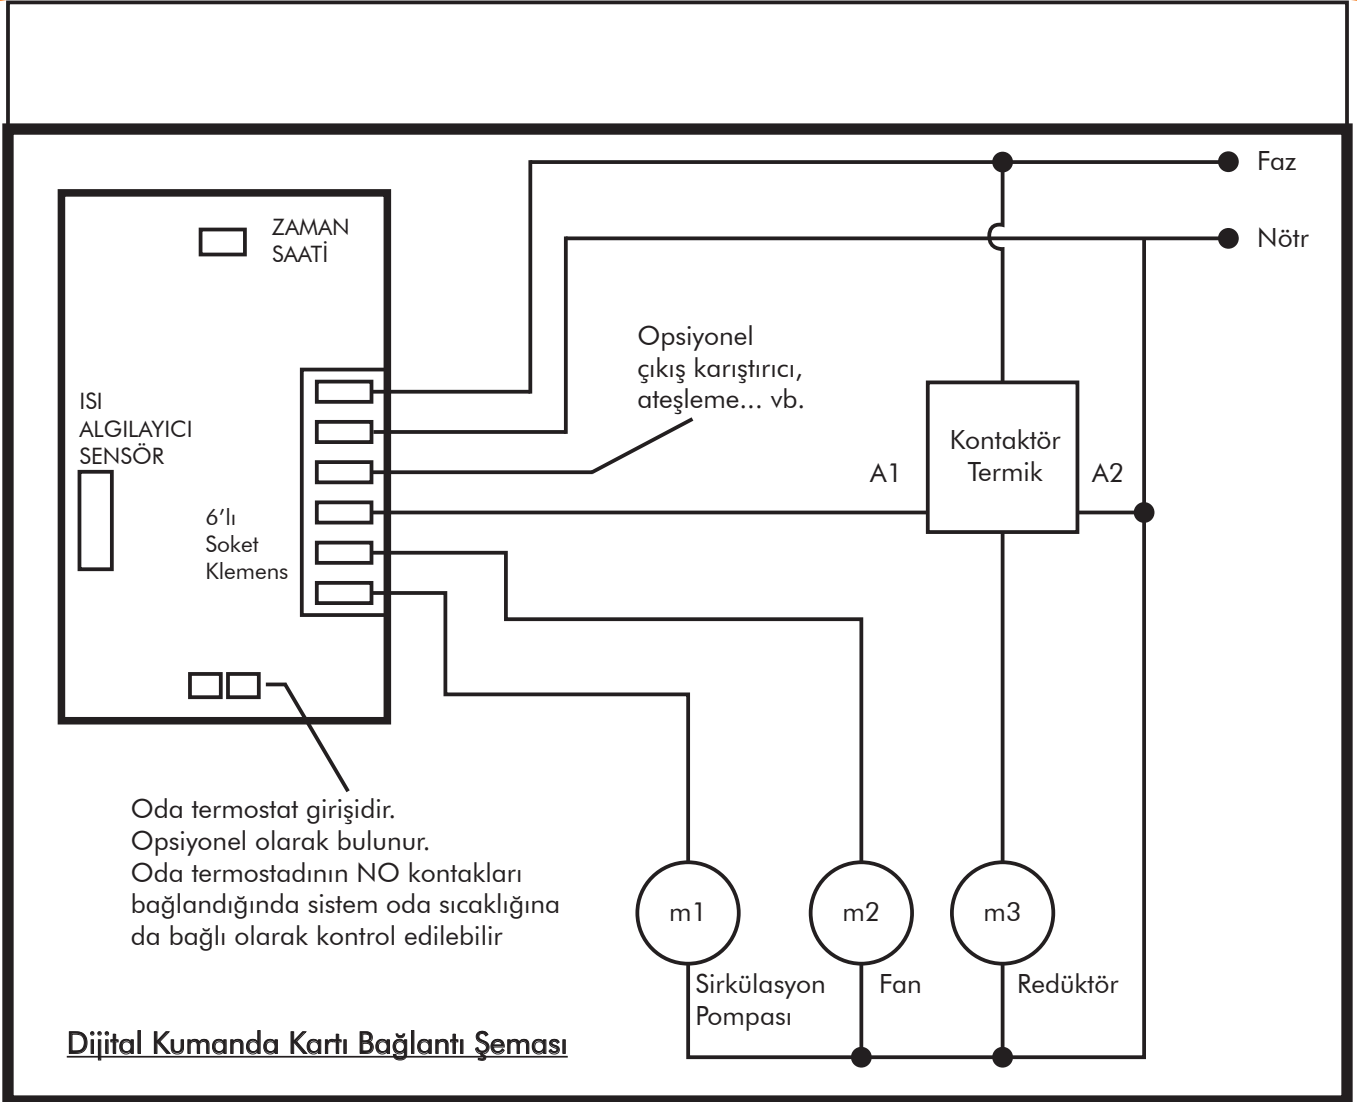 Faz
Nötr
ZAMAN
SAATİ
Opsiyonel
çıkış karıştırıcı,
ateşleme... vb.
ISI
ALGILAYICI
SENSÖR
Kontaktör
Termik
A1
A2
6’lı
Soket
Klemens
Oda termostat girişidir.
Opsiyonel olarak bulunur.
Oda termostadının NO kontakları
bağlandığında sistem oda sıcaklığına
da bağlı olarak kontrol edilebilir
m1
m2
m3
Sirkülasyon
Pompası
Fan
Redüktör
Dijital Kumanda Kartı Bağlantı Şeması